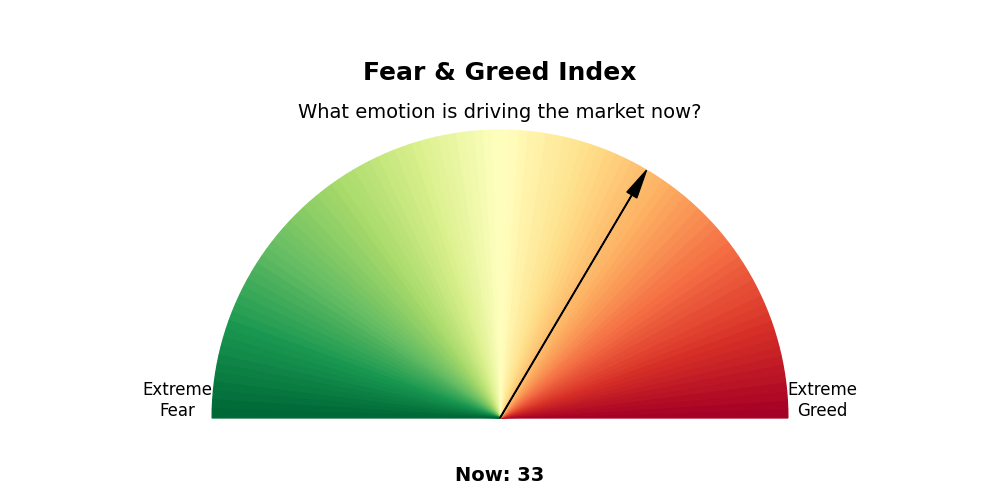 Fear & Greed Index
What emotion is driving the market now?
Extreme
Fear
Extreme
Greed
Now: 33